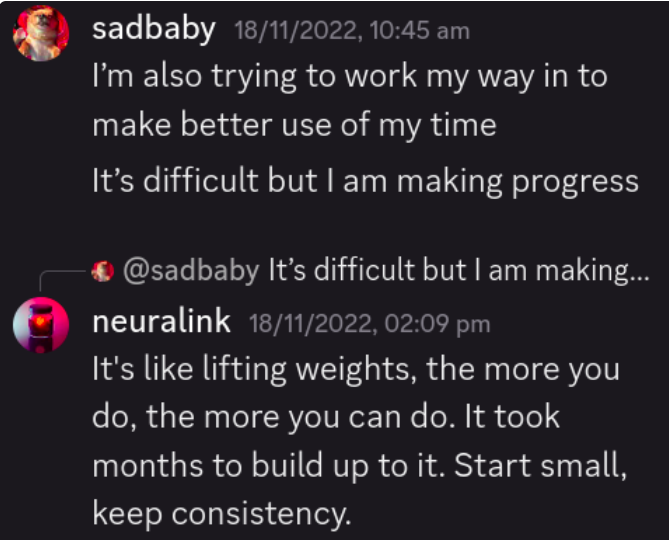 sadbaby 18/11/2022, 10:45 am
I’m also trying to work my way in to
make better use of my time
It’s difficult but I am making progress
@sadbaby It’s difficult but I am making...
neuralink 18/11/2022, 02:09 pm
It's like lifting weights, the more you
do, the more you can do. It took
months to build up to it. Start small,
keep consistency.